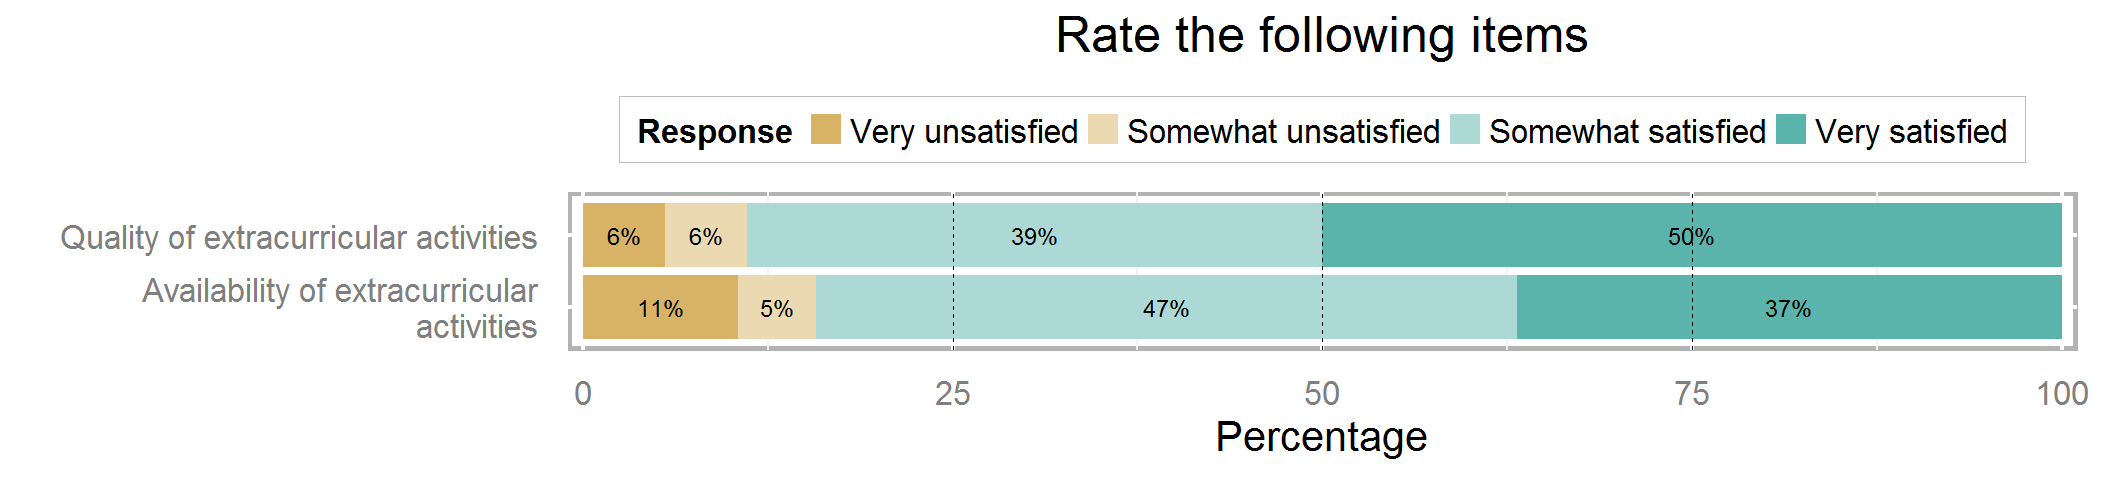 Rate the following items
Response Very unsatisfied Somewhat unsatisfied Somewhat satisfied Very satisfied
Quality of extracurricular activities 6% 6% 39% 50%
Availability of extracurricular
activities
11% 5% 47% 37%
0 25 50 75 100
Percentage